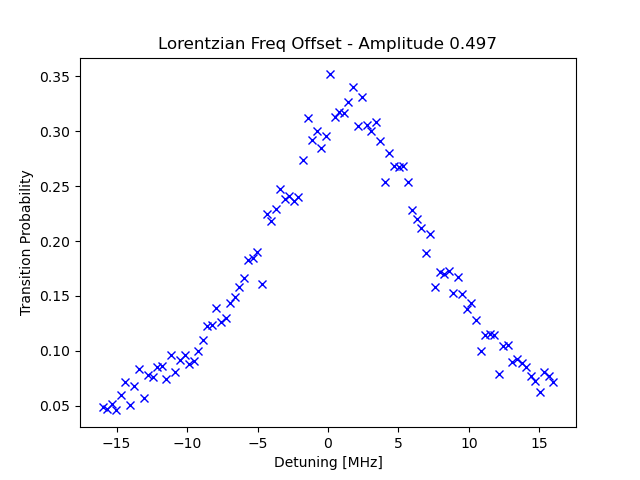 Lorentzian Freq Offset - Amplitude 0.497
0.35
0.30
0.25
0.20
0.15
0.10
0.05
Transition Probability
−15 −10 −5 0 5 10 15
Detuning [MHz]